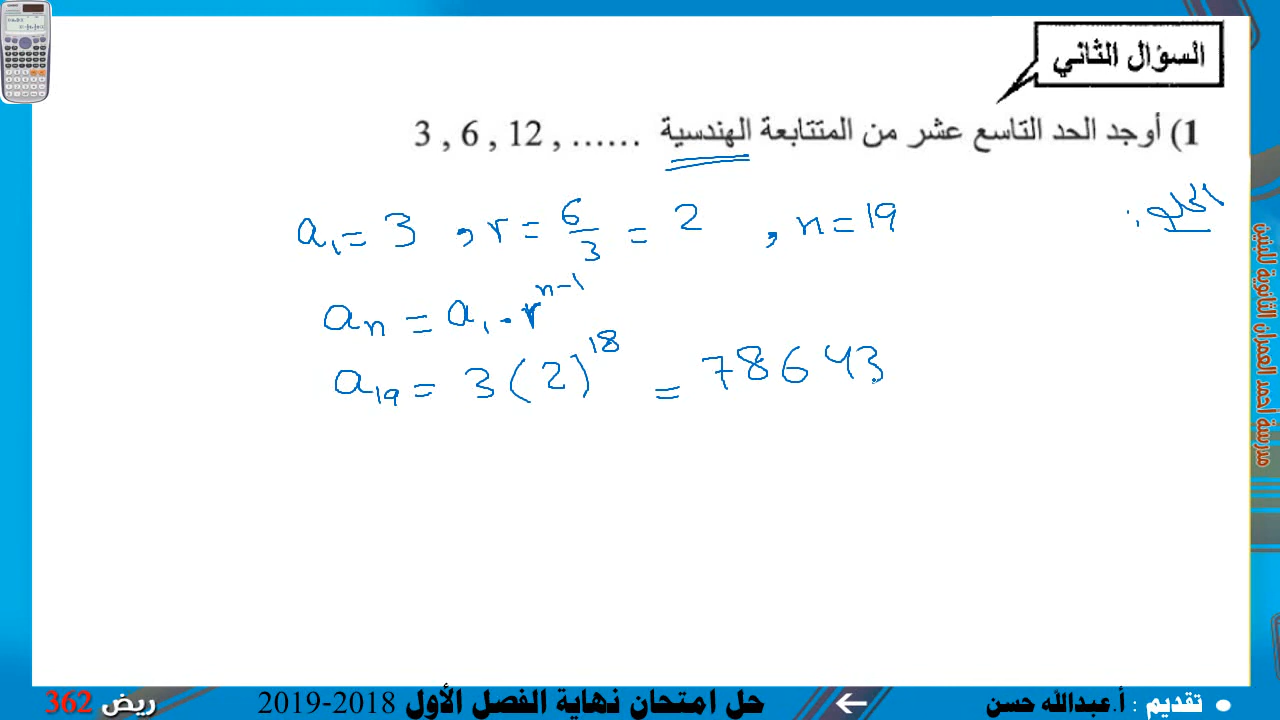 السؤال الثاني
1) أوجد الحد التاسع عشر من المتتابعة الهندسية 3 , 6 , 12 , ......
الحل :
a₁ = 3 , r = 6/3 = 2 , n = 19
aₙ = a₁ . r^(n-1)
a₁₉ = 3 (2)^18 = 78643
مدرسة احمد العمران الثانوية للبنين
• تقديم : أ.عبدالله حسن ← حل امتحان نهاية الفصل الأول 2018-2019 ريض 362